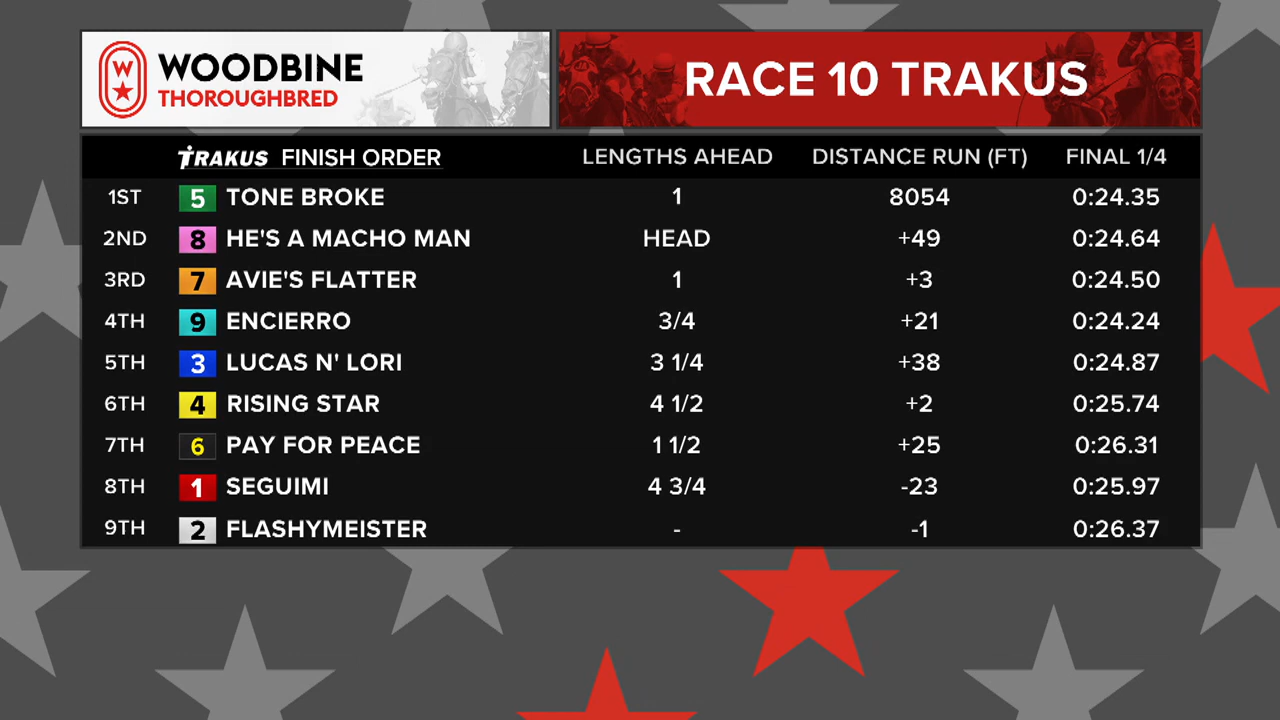 W
WOODBINE
THOROUGHBRED
RACE 10 TRAKUS
TRAKUS FINISH ORDER LENGTHS AHEAD DISTANCE RUN (FT) FINAL 1/4
1ST 5 TONE BROKE 1 8054 0:24.35
2ND 8 HE'S A MACHO MAN HEAD +49 0:24.64
3RD 7 AVIE'S FLATTER 1 +3 0:24.50
4TH 9 ENCIERRO 3/4 +21 0:24.24
5TH 3 LUCAS N' LORI 3 1/4 +38 0:24.87
6TH 4 RISING STAR 4 1/2 +2 0:25.74
7TH 6 PAY FOR PEACE 1 1/2 +25 0:26.31
8TH 1 SEGUIMI 4 3/4 -23 0:25.97
9TH 2 FLASHYMEISTER - -1 0:26.37